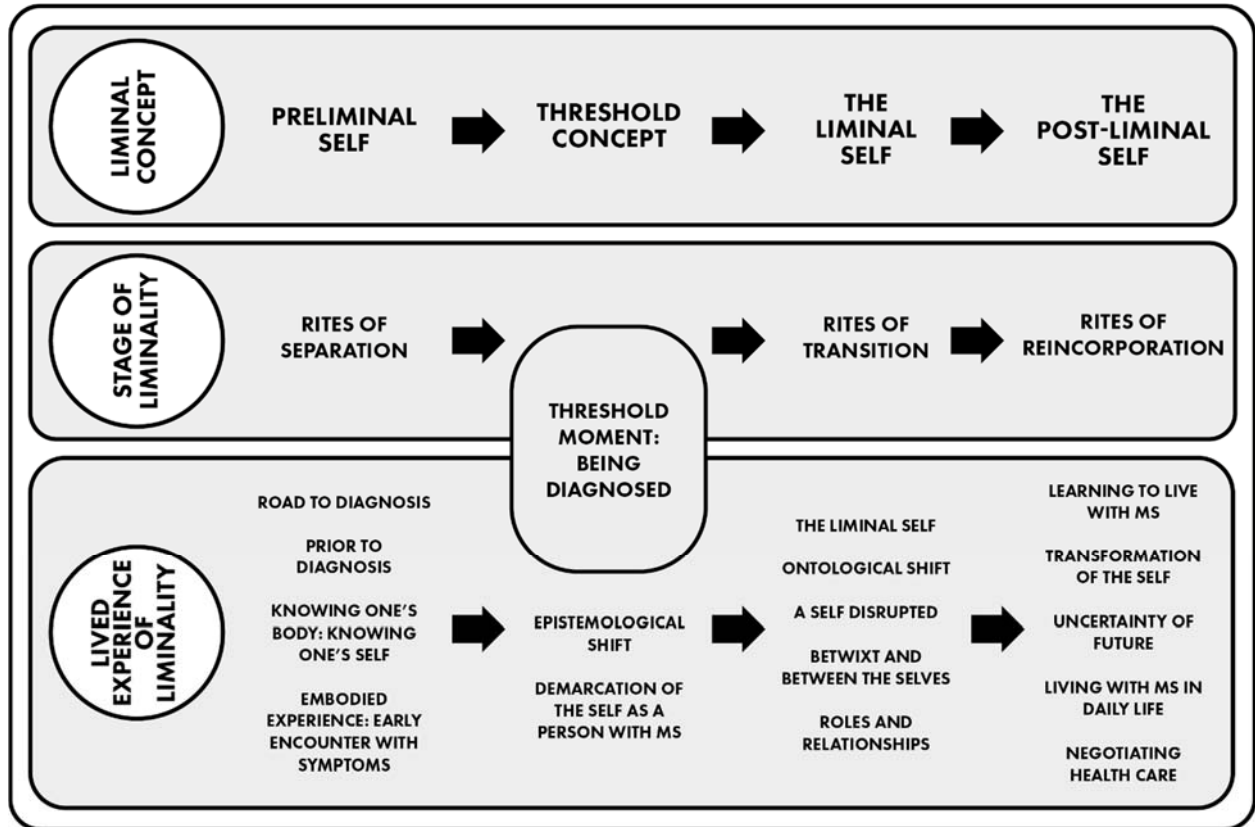 LIMINAL
CONCEPT
PRELIMINAL
SELF
THRESHOLD
CONCEPT
THE
LIMINAL
SELF
THE
POST-LIMINAL
SELF
STAGE OF
LIMINALITY
RITES OF
SEPARATION
THRESHOLD
MOMENT:
BEING
DIAGNOSED
RITES OF
TRANSITION
RITES OF
REINCORPORATION
LIVED
EXPERIENCE
OF
LIMINALITY
ROAD TO DIAGNOSIS
PRIOR TO
DIAGNOSIS
KNOWING ONE'S
BODY: KNOWING
ONE'S SELF
EMBODIED
EXPERIENCE: EARLY
ENCOUNTER WITH
SYMPTOMS
EPISTEMOLOGICAL
SHIFT
DEMARCATION OF
THE SELF AS A
PERSON WITH MS
THE LIMINAL SELF
ONTOLOGICAL SHIFT
A SELF DISRUPTED
BETWIXT AND
BETWEEN THE SELVES
ROLES AND
RELATIONSHIPS
LEARNING TO LIVE
WITH MS
TRANSFORMATION
OF THE SELF
UNCERTAINTY OF
FUTURE
LIVING WITH MS IN
DAILY LIFE
NEGOTIATING
HEALTH CARE